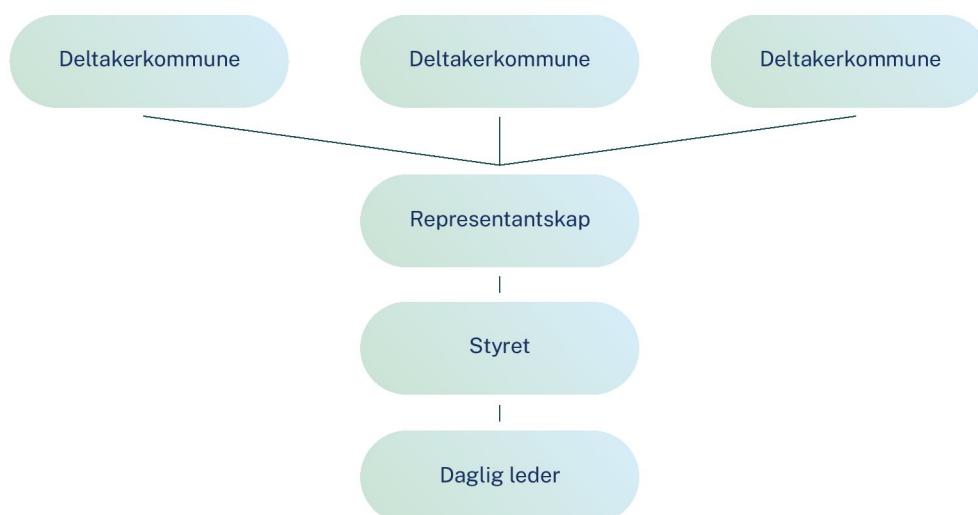 Deltakerkommune
Deltakerkommune
Deltakerkommune
Representantskap
Styret
Daglig leder